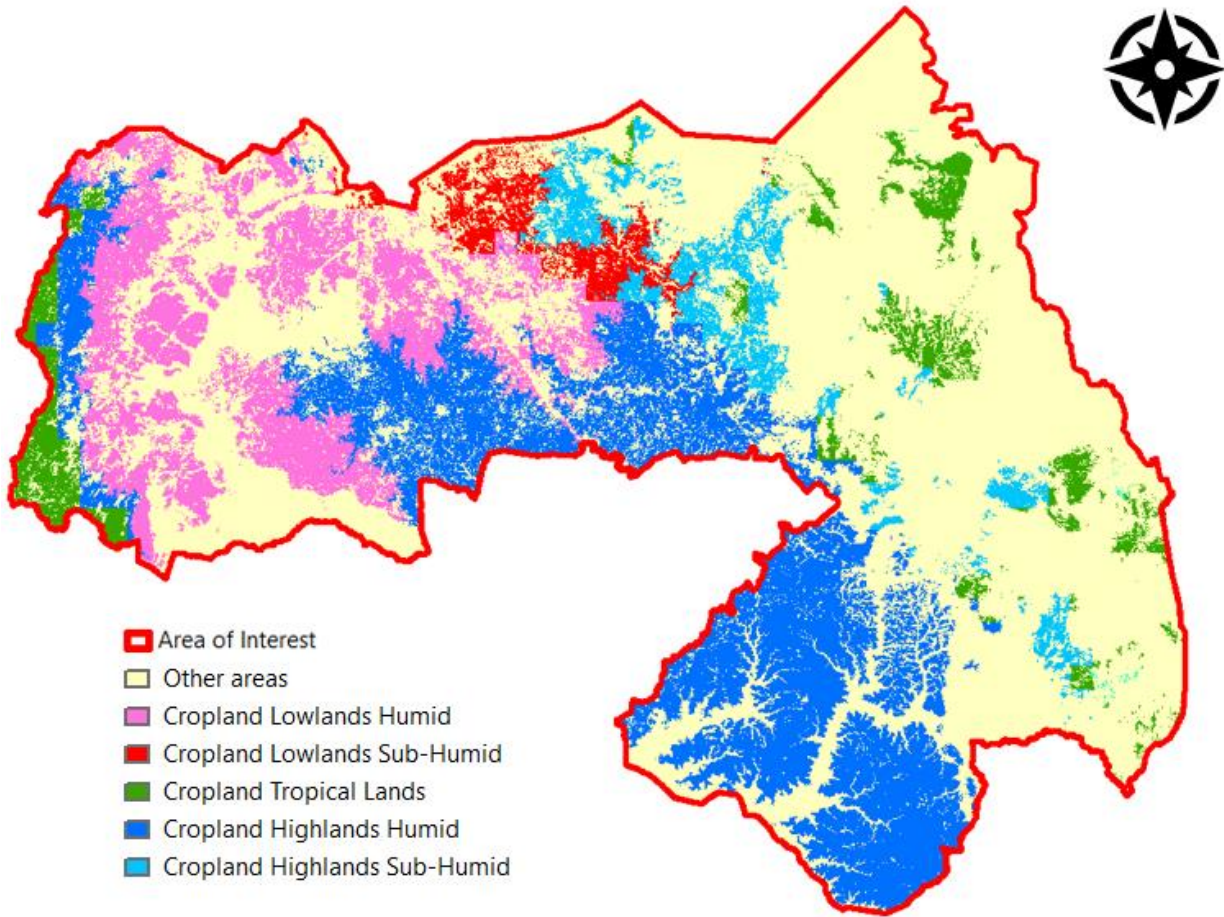 Area of Interest
Other areas
Cropland Lowlands Humid
Cropland Lowlands Sub-Humid
Cropland Tropical Lands
Cropland Highlands Humid
Cropland Highlands Sub-Humid